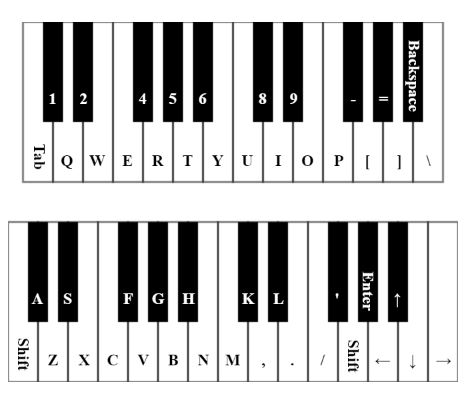 1 2 4 5 6 8 9 - = Backspace
Tab Q W E R T Y U I O P [ ] \
A S F G H K L ' Enter ↑
Shift Z X C V B N M , . / Shift ← ↓ →